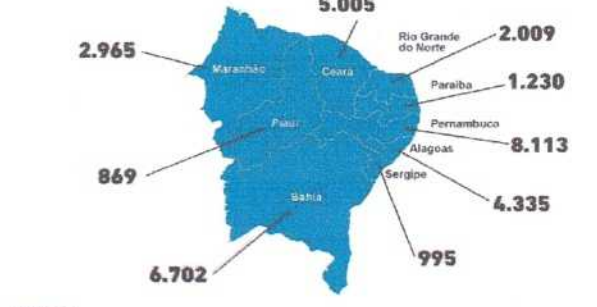 5.005
Rio Grande
do Norte
2.009
2.965
Maranhão
Ceará
Paraíba
1.230
Piauí
Pernambuco
8.113
Alagoas
869
Sergipe
Bahia
4.335
995
6.702